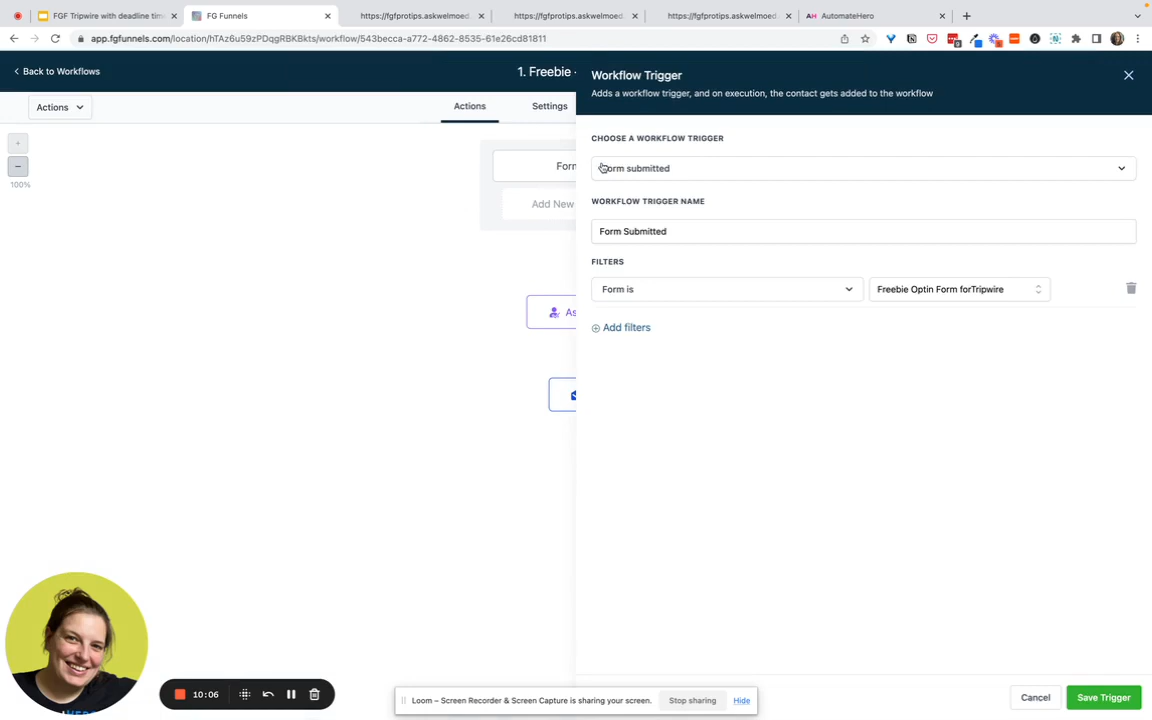 FGF Tripwire with deadline time
FG Funnels
https://fgfprotips.askwelmoed.
https://fgfprotips.askwelmoed.
https://fgfprotips.askwelmoed.
AH AutomateHero
app.fgfunnels.com/location/hTAz6u59zPDqgRBKBkts/workflow/543becca-a772-4862-8535-61e26cd81811
Back to Workflows
1. Freebie -
Workflow Trigger
Adds a workflow trigger, and on execution, the contact gets added to the workflow
Actions
Actions
Settings
CHOOSE A WORKFLOW TRIGGER
Form
Form submitted
100%
WORKFLOW TRIGGER NAME
Add New
Form Submitted
FILTERS
Form is
Freebie Optin Form forTripwire
As
Add filters
10:06
Loom – Screen Recorder & Screen Capture is sharing your screen.
Stop sharing
Hide
Cancel
Save Trigger